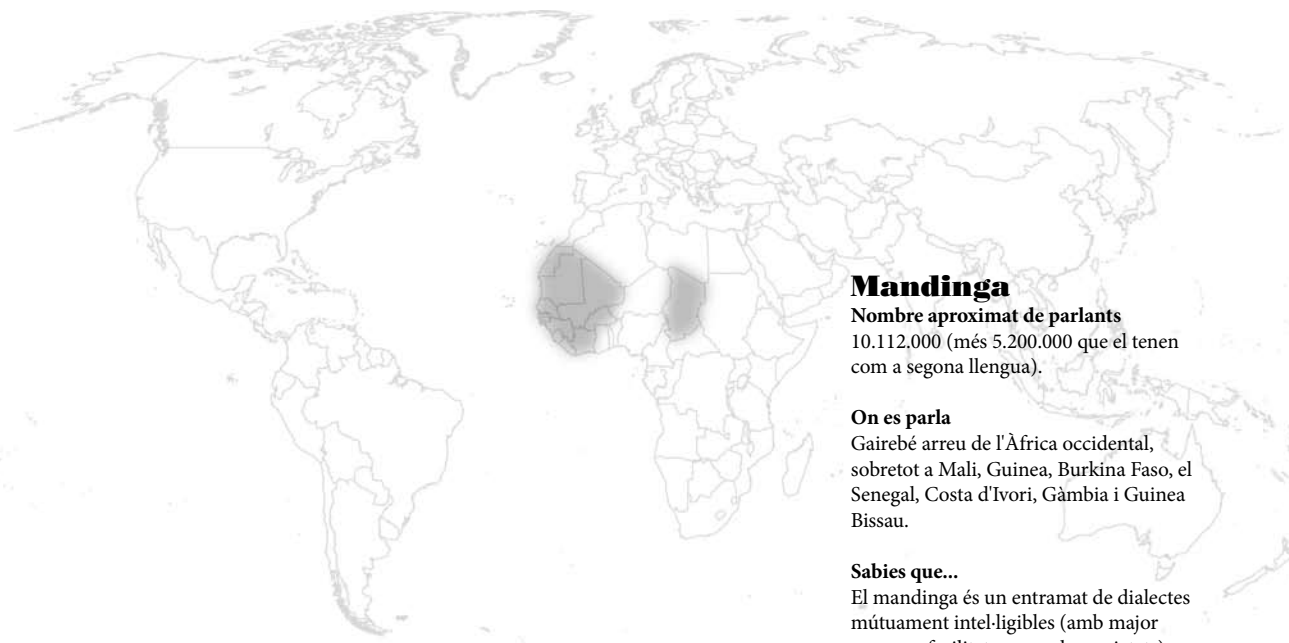 Mandinga
Nombre aproximat de parlants
10.112.000 (més 5.200.000 que el tenen
com a segona llengua).
On es parla
Gairebé arreu de l'Àfrica occidental,
sobretot a Mali, Guinea, Burkina Faso, el
Senegal, Costa d'Ivori, Gàmbia i Guinea
Bissau.
Sabies que...
El mandinga és un entramat de dialectes
mútuament intel·ligibles (amb major